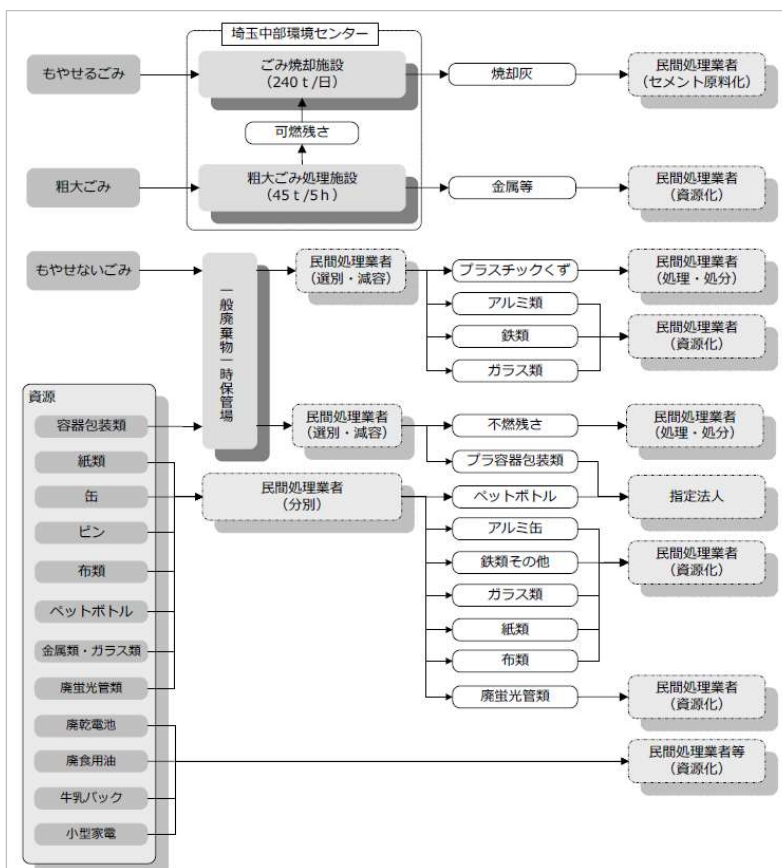 埼玉中部環境センター
もやせるごみ
ごみ焼却施設
(240 t /日)
焼却灰
民間処理業者
(セメント原料化)
可燃残さ
粗大ごみ
粗大ごみ処理施設
(45 t /5 h)
金属等
民間処理業者
(資源化)
もやせないごみ
一般廃棄物一時保管場
民間処理業者
(選別・減容)
プラスチックくず
民間処理業者
(処理・処分)
アルミ類
鉄類
民間処理業者
(資源化)
ガラス類
資源
容器包装類
民間処理業者
(選別・減容)
不燃残さ
民間処理業者
(処理・処分)
プラ容器包装類
紙類
缶
民間処理業者
(分別)
ペットボトル
指定法人
ビン
アルミ缶
布類
鉄類その他
民間処理業者
(資源化)
ペットボトル
ガラス類
金属類・ガラス類
紙類
布類
廃蛍光管類
廃蛍光管類
民間処理業者
(資源化)
廃乾電池
廃食用油
民間処理業者等
(資源化)
牛乳パック
小型家電